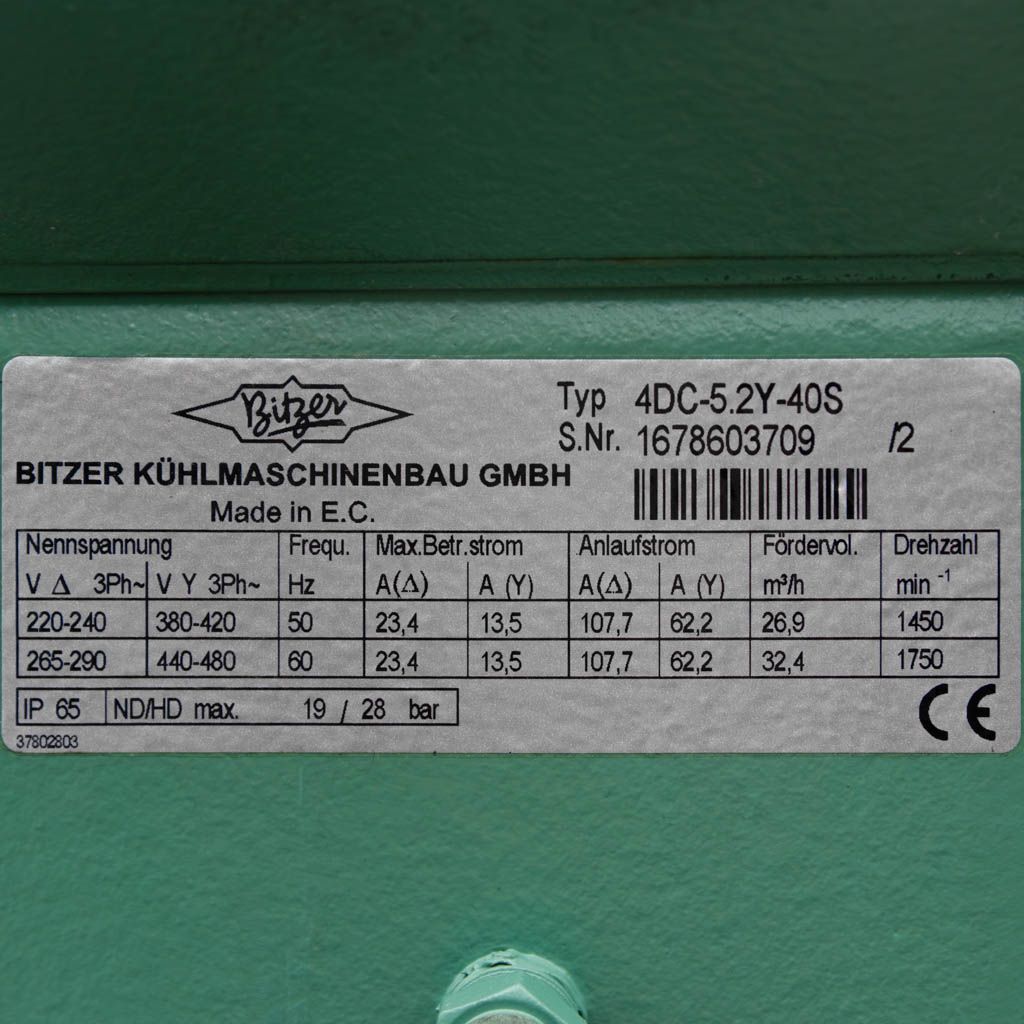 Bitzer
Typ 4DC-5.2Y-40S
S.Nr. 1678603709 /2
BITZER KÜHLMASCHINENBAU GMBH
Made in E.C.
Nennspannung Frequ. Max.Betr.strom Anlaufstrom Fördervol. Drehzahl
V Δ 3Ph~ V Y 3Ph~ Hz A(Δ) A (Y) A(Δ) A (Y) m³/h min ⁻¹
220-240 380-420 50 23,4 13,5 107,7 62,2 26,9 1450
265-290 440-480 60 23,4 13,5 107,7 62,2 32,4 1750
IP 65 ND/HD max. 19 / 28 bar
CE
37802803